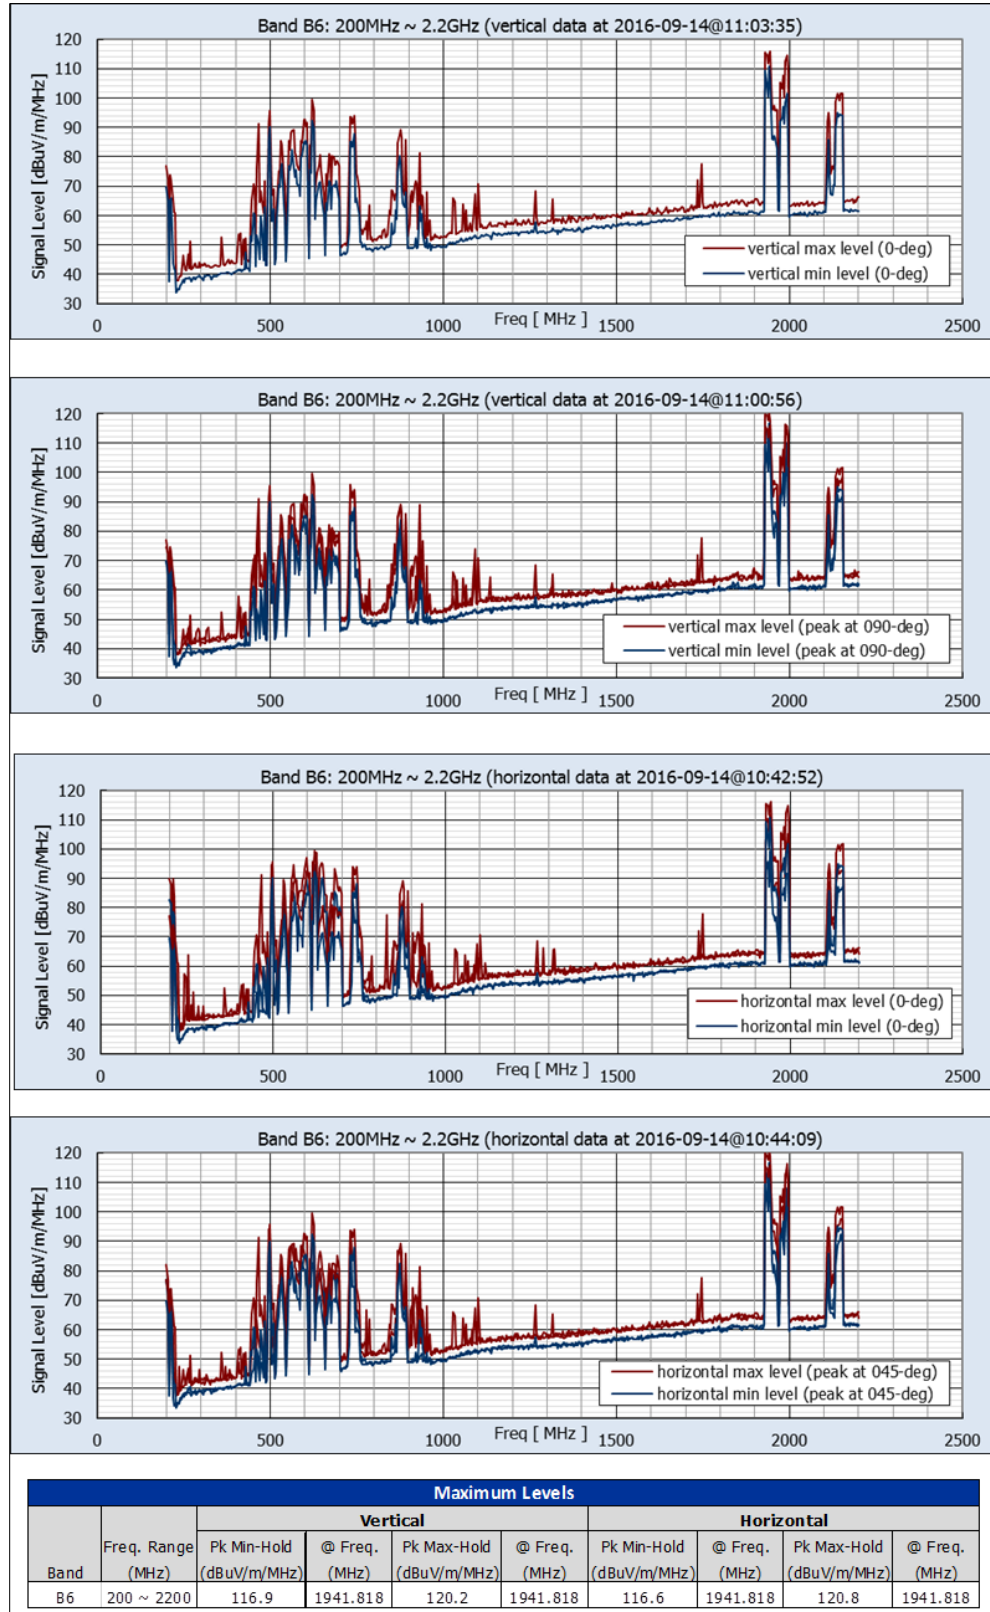 Band B6: 200MHz ~ 2.2GHz (vertical data at 2016-09-14@11:03:35)
Signal Level [dBuV/m/MHz]
120
110
100
90
80
70
60
50
40
30
vertical max level (0-deg)
vertical min level (0-deg)
0 500 1000 1500 2000 2500
Freq [ MHz ]
Band B6: 200MHz ~ 2.2GHz (vertical data at 2016-09-14@11:00:56)
Signal Level [dBuV/m/MHz]
120
110
100
90
80
70
60
50
40
30
vertical max level (peak at 090-deg)
vertical min level (peak at 090-deg)
0 500 1000 1500 2000 2500
Freq [ MHz ]
Band B6: 200MHz ~ 2.2GHz (horizontal data at 2016-09-14@10:42:52)
Signal Level [dBuV/m/MHz]
120
110
100
90
80
70
60
50
40
30
horizontal max level (0-deg)
horizontal min level (0-deg)
0 500 1000 1500 2000 2500
Freq [ MHz ]
Band B6: 200MHz ~ 2.2GHz (horizontal data at 2016-09-14@10:44:09)
Signal Level [dBuV/m/MHz]
120
110
100
90
80
70
60
50
40
30
horizontal max level (peak at 045-deg)
horizontal min level (peak at 045-deg)
0 500 1000 1500 2000 2500
Freq [ MHz ]
Maximum Levels
Vertical Horizontal
Freq. Range Pk Min-Hold @ Freq. Pk Max-Hold @ Freq. Pk Min-Hold @ Freq. Pk Max-Hold @ Freq.
Band (MHz) (dBuV/m/MHz) (MHz) (dBuV/m/MHz) (MHz) (dBuV/m/MHz) (MHz) (dBuV/m/MHz) (MHz)
B6 200 ~ 2200 116.9 1941.818 120.2 1941.818 116.6 1941.818 120.8 1941.818